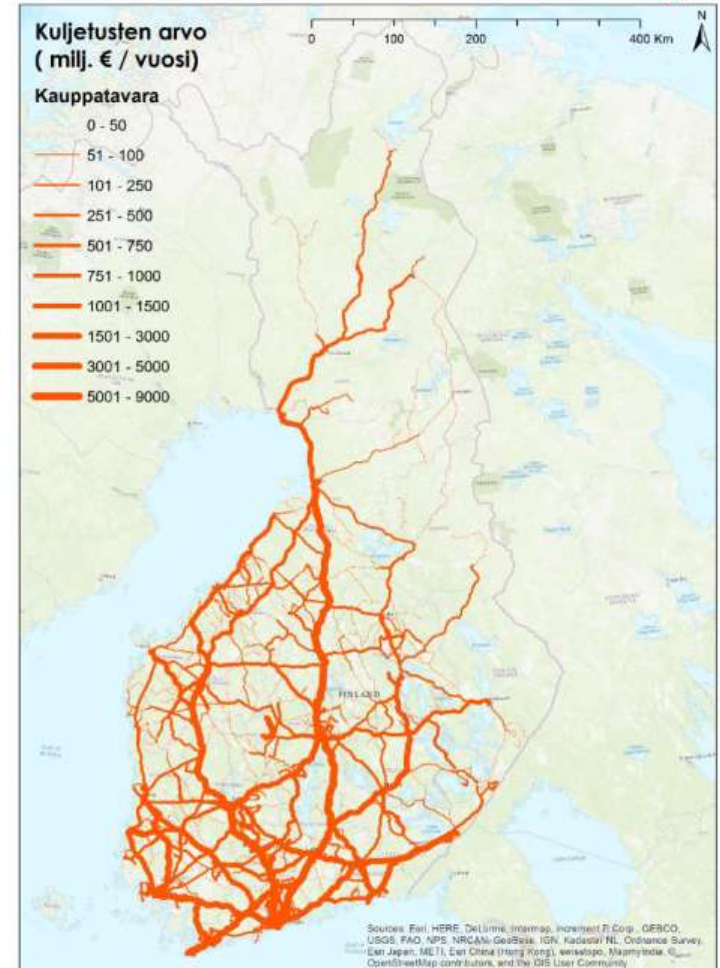 Kuljetusten arvo
( milj. € / vuosi)
Kauppatavara
0 - 50
51 - 100
101 - 250
251 - 500
501 - 750
751 - 1000
1001 - 1500
1501 - 3000
3001 - 5000
5001 - 9000
0 100 200 400 Km
N
FINLAND
Sources: Esri, HERE, DeLorme, Intermap, increment P Corp., GEBCO,
USGS, FAO, NPS, NRCAN, GeoBase, IGN, Kadaster NL, Ordnance Survey,
Esri Japan, METI, Esri China (Hong Kong), swisstopo, MapmyIndia, ©
OpenStreetMap contributors, and the GIS User Community